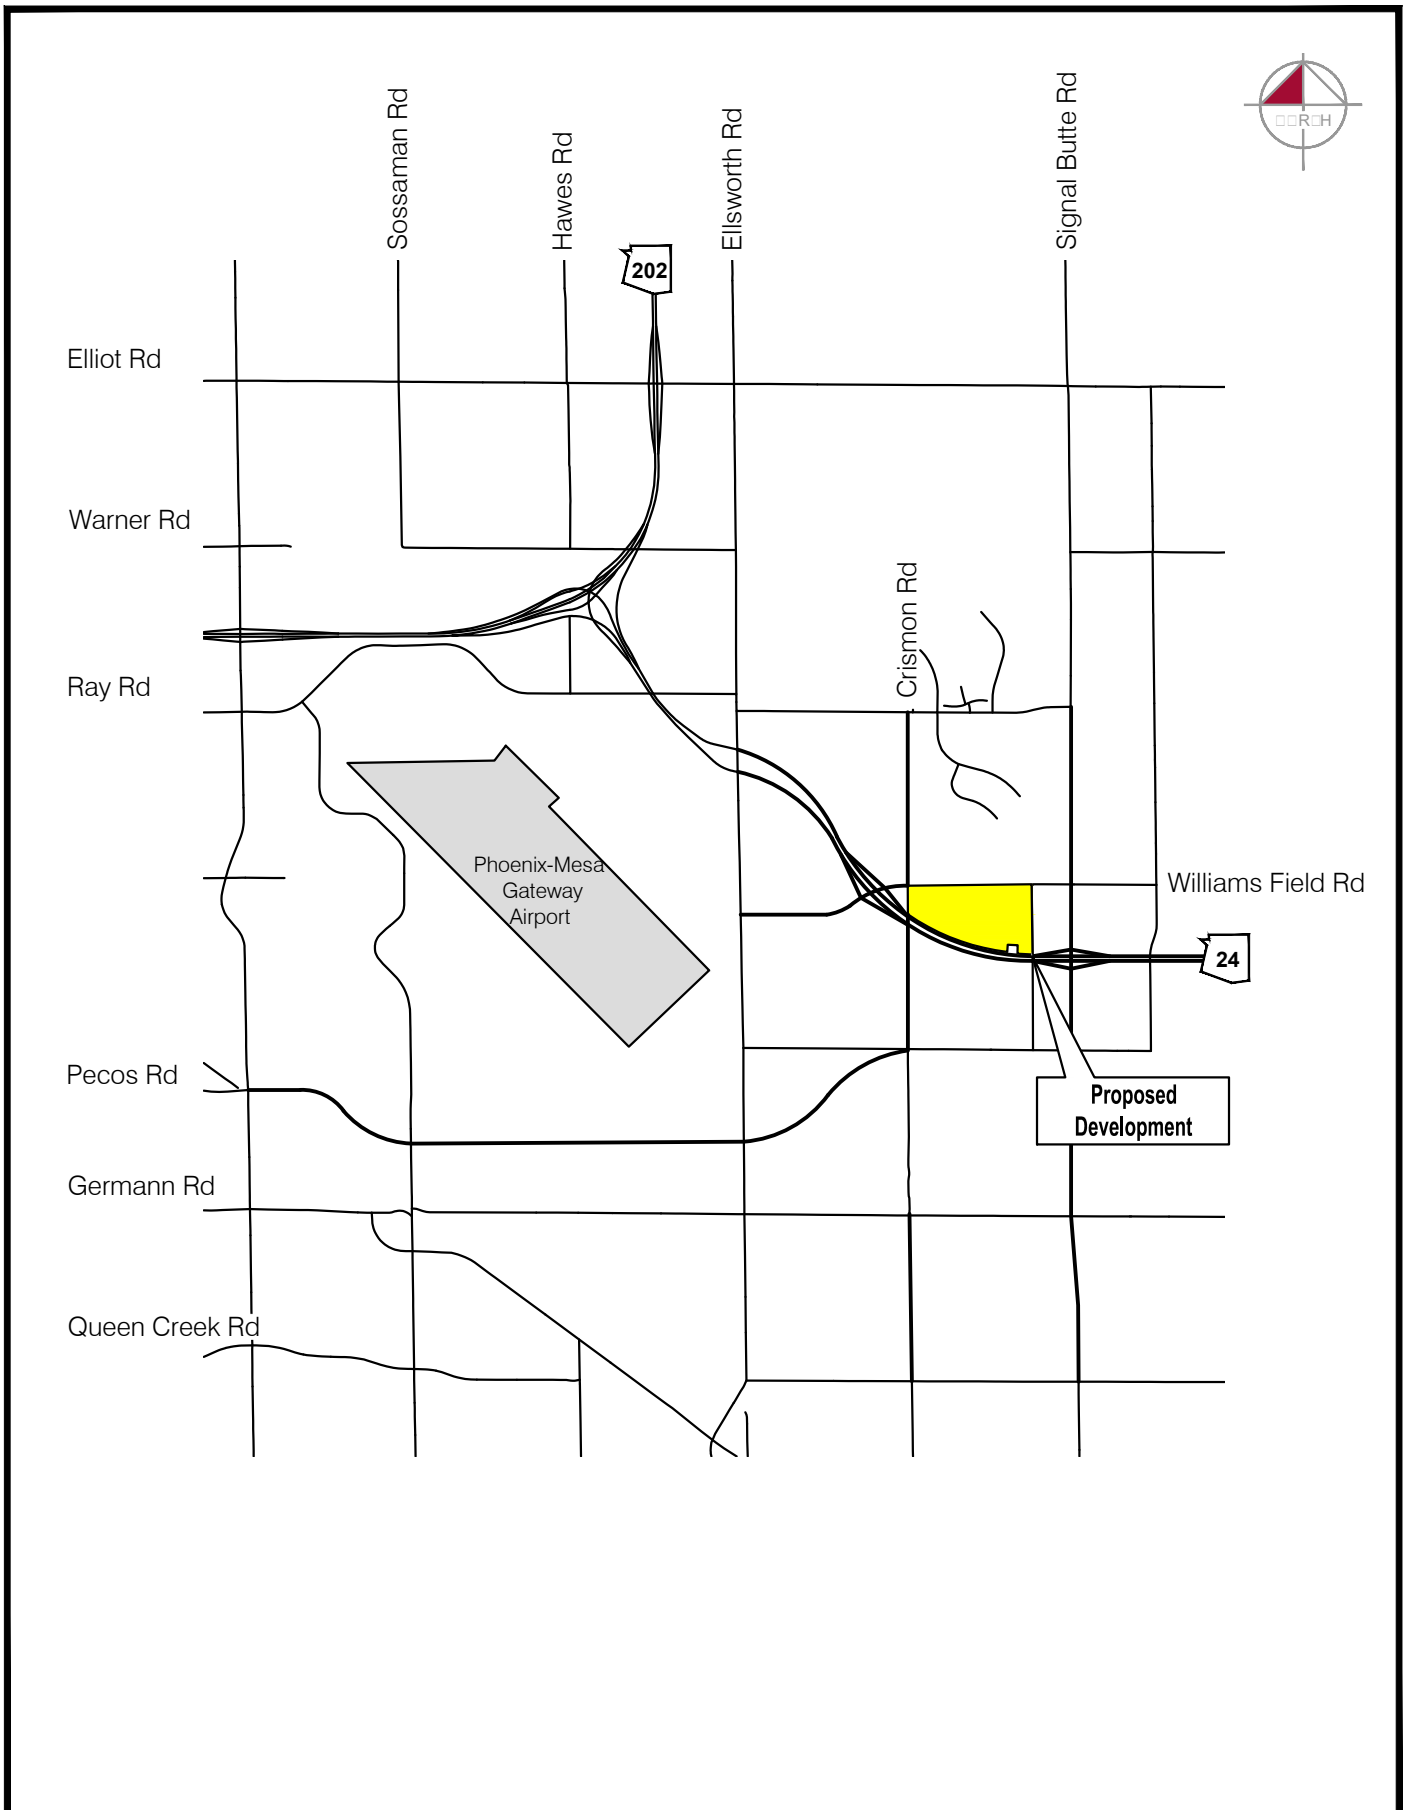 Sossaman Rd
Hawes Rd
Ellsworth Rd
Signal Butte Rd
202
Elliot Rd
Warner Rd
Crismon Rd
Ray Rd
Phoenix-Mesa
Gateway
Airport
Williams Field Rd
24
Pecos Rd
Proposed
Development
Germann Rd
Queen Creek Rd